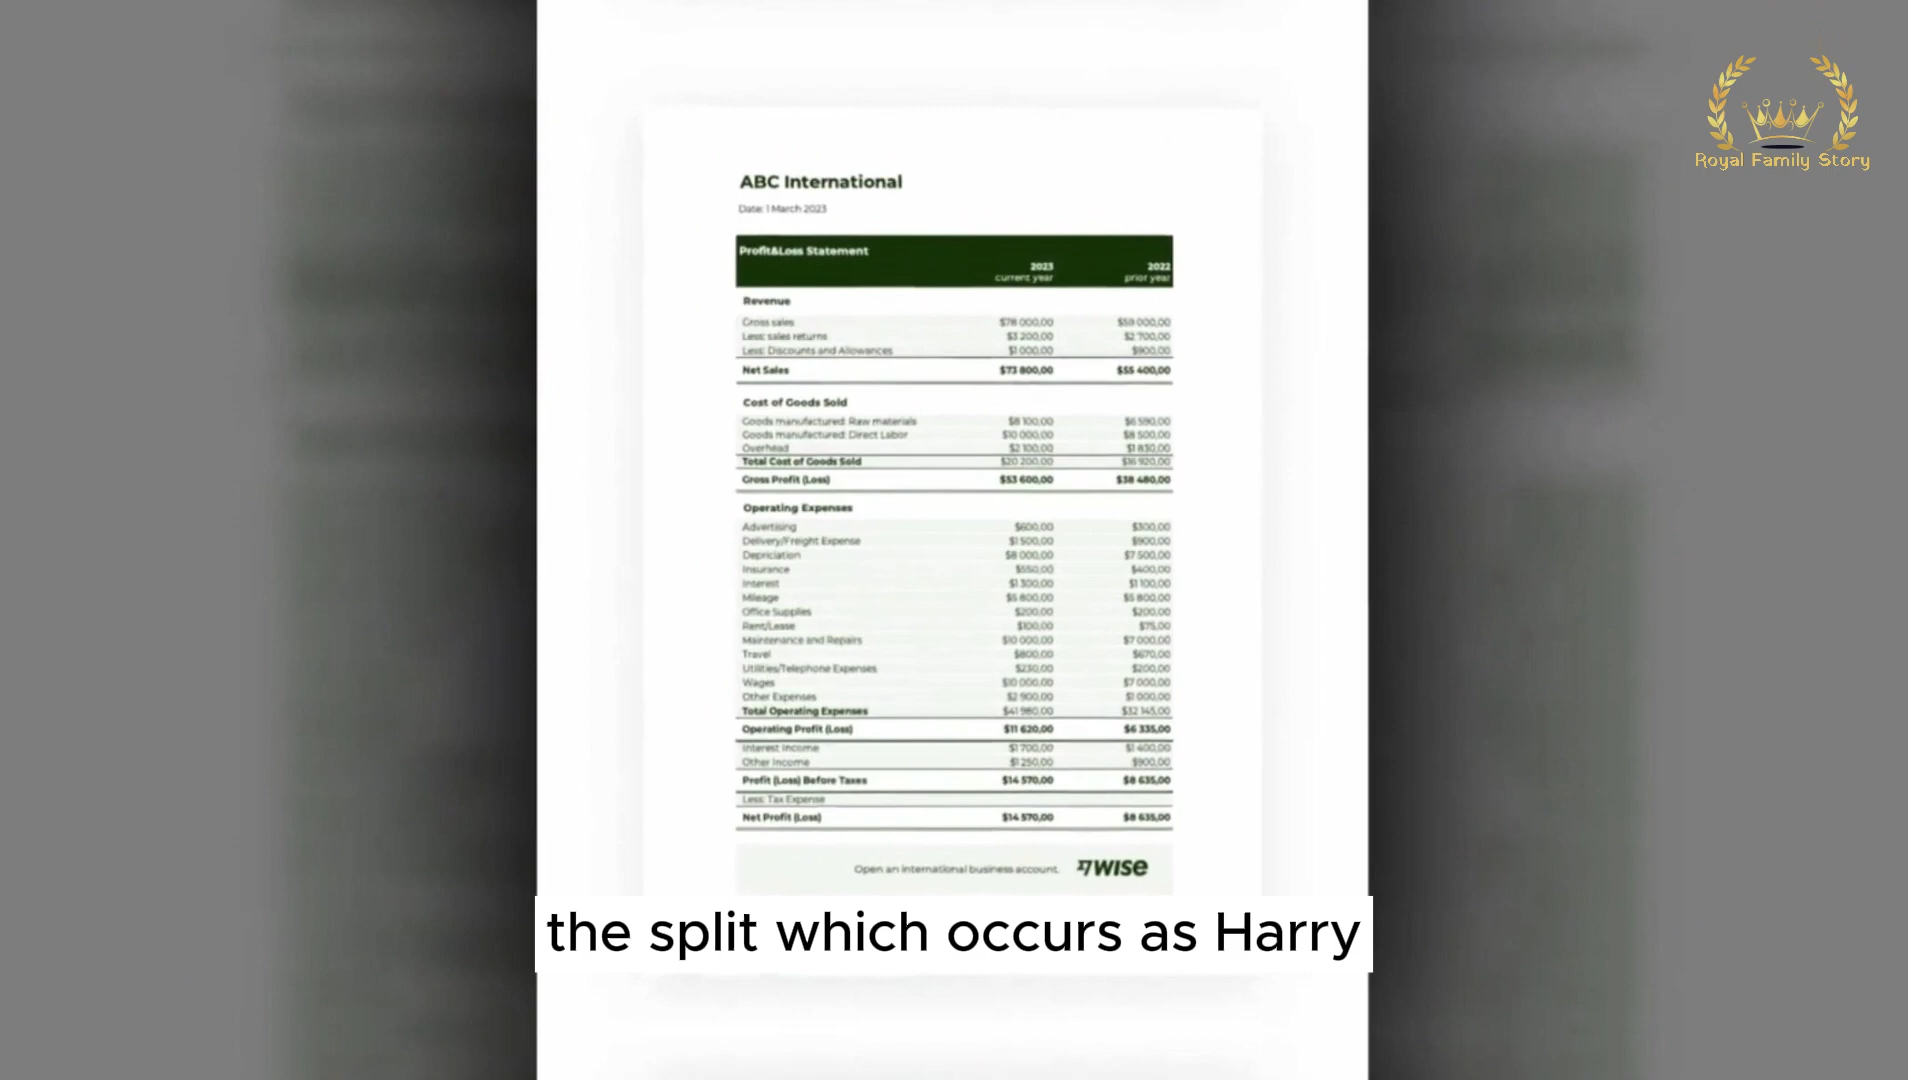 Royal Family Story
ABC International
Date: 1 March 2023
Profit&Loss Statement
2023 2022
current year prior year
Revenue
Gross sales $78 000,00 $59 000,00
Less: sales returns $3 200,00 $2 700,00
Less: Discounts and Allowances $1 000,00 $900,00
Net Sales $73 800,00 $55 400,00
Cost of Goods Sold
Goods manufactured: Raw materials $8 100,00 $6 590,00
Goods manufactured: Direct Labor $10 000,00 $8 500,00
Overhead $2 100,00 $1 830,00
Total Cost of Goods Sold $20 200,00 $16 920,00
Gross Profit (Loss) $53 600,00 $38 480,00
Operating Expenses
Advertising $600,00 $300,00
Delivery/Freight Expense $1 500,00 $900,00
Depriciation $8 000,00 $7 500,00
Insurance $550,00 $400,00
Interest $1 300,00 $1 100,00
Mileage $5 800,00 $5 800,00
Office Supplies $200,00 $200,00
Rent/Lease $100,00 $75,00
Maintenance and Repairs $10 000,00 $7 000,00
Travel $800,00 $670,00
Utilities/Telephone Expenses $230,00 $200,00
Wages $10 000,00 $7 000,00
Other Expenses $2 900,00 $1 000,00
Total Operating Expenses $41 980,00 $32 145,00
Operating Profit (Loss) $11 620,00 $6 335,00
Interest Income $1 700,00 $1 400,00
Other Income $1 250,00 $900,00
Profit (Loss) Before Taxes $14 570,00 $8 635,00
Less: Tax Expense
Net Profit (Loss) $14 570,00 $8 635,00
Open an international business account. WISE
the split which occurs as Harry